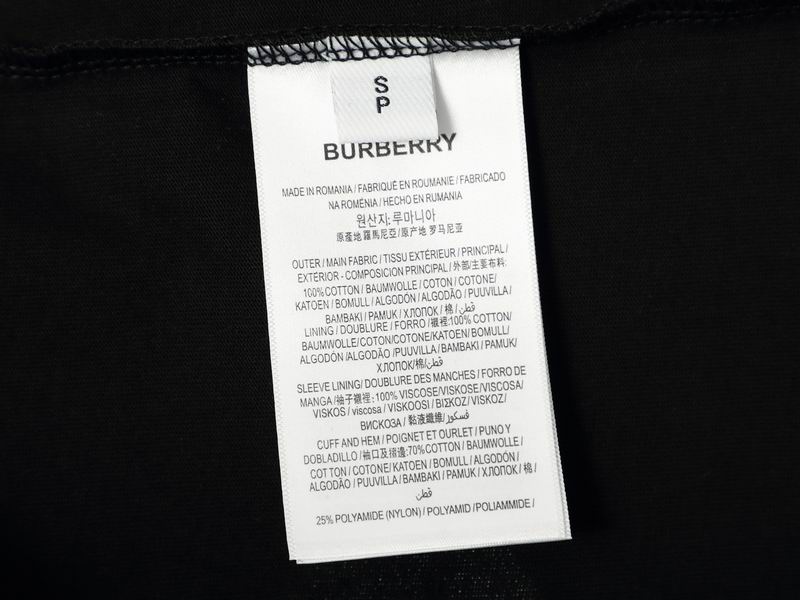 S
P
BURBERRY
MADE IN ROMANIA / FABRIQUÉ EN ROUMANIE / FABRICADO
NA ROMÉNIA / HECHO EN RUMANIA
원산지: 루마니아
原產地 羅馬尼亞 / 原产地 罗马尼亚
OUTER / MAIN FABRIC / TISSU EXTÉRIEUR / PRINCIPAL /
EXTERIOR - COMPOSICION PRINCIPAL / 外部/主要布料:
100% COTTON / BAUMWOLLE / COTON / COTONE/
KATOEN / BOMULL / ALGODÓN / ALGODÃO / PUUVILLA /
BAMBAKI / PAMUK / ХЛОПОК / 棉 / قطن
LINING / DOUBLURE / FORRO /襯裡:100% COTTON/
BAUMWOLLE/COTON/COTONE/KATOEN/ BOMULL/
ALGODÓN /ALGODÃO /PUUVILLA / BAMBAKI / PAMUK/
ХЛОПОК/棉/قطن
SLEEVE LINING/ DOUBLURE DES MANCHES / FORRO DE
MANGA /袖子襯裡: 100% VISCOSE/VISKOSE/VISCOSA/
VISKOS / viscosa / VISKOOSI / ΒΙΣΚΟΖ / VISKOZ/
ВИСКОЗА / 黏液纖維/فسكوز
CUFF AND HEM / POIGNET ET OURLET / PUNO Y
DOBLADILLO / 袖口及摺邊:70% COTTON / BAUMWOLLE /
COT TON / COTONE/ KATOEN / BOMULL / ALGODÓN /
ALGODÃO / PUUVILLA / BAMBAKI / PAMUK / ХЛОПОК / 棉 /
قطن
25% POLYAMIDE (NYLON) / POLYAMID /POLIAMMIDE /